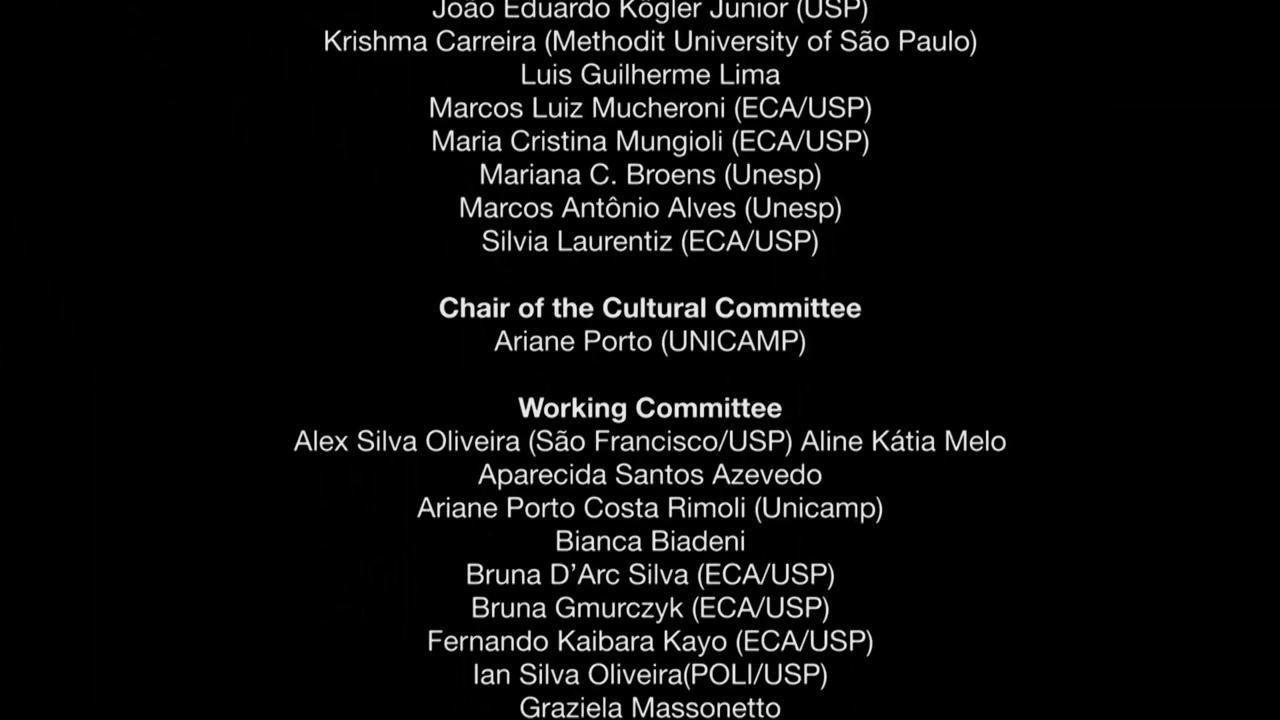 João Eduardo Kögler Junior (USP)
Krishma Carreira (Methodit University of São Paulo)
Luis Guilherme Lima
Marcos Luiz Mucheroni (ECA/USP)
Maria Cristina Mungioli (ECA/USP)
Mariana C. Broens (Unesp)
Marcos Antônio Alves (Unesp)
Silvia Laurentiz (ECA/USP)
Chair of the Cultural Committee
Ariane Porto (UNICAMP)
Working Committee
Alex Silva Oliveira (São Francisco/USP) Aline Kátia Melo
Aparecida Santos Azevedo
Ariane Porto Costa Rimoli (Unicamp)
Bianca Biadeni
Bruna D’Arc Silva (ECA/USP)
Bruna Gmurczyk (ECA/USP)
Fernando Kaibara Kayo (ECA/USP)
Ian Silva Oliveira(POLI/USP)
Graziela Massonetto